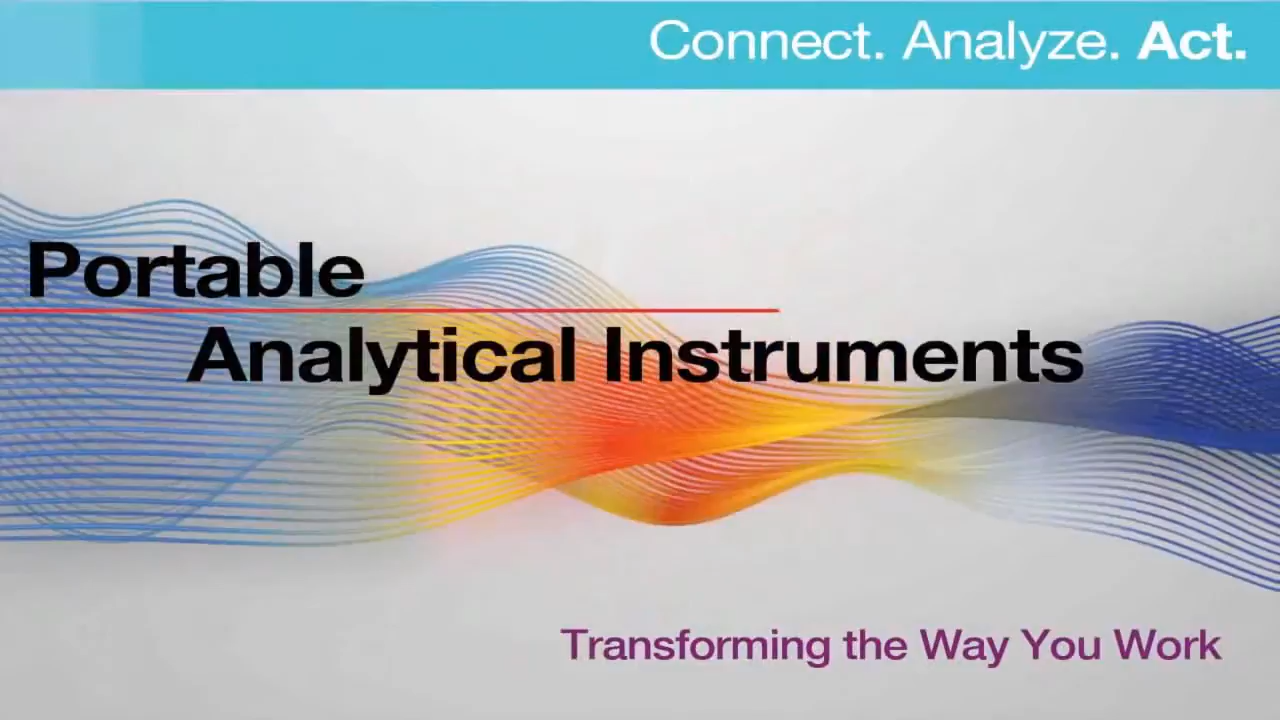 Connect. Analyze. Act.
Portable
Analytical Instruments
Transforming the Way You Work